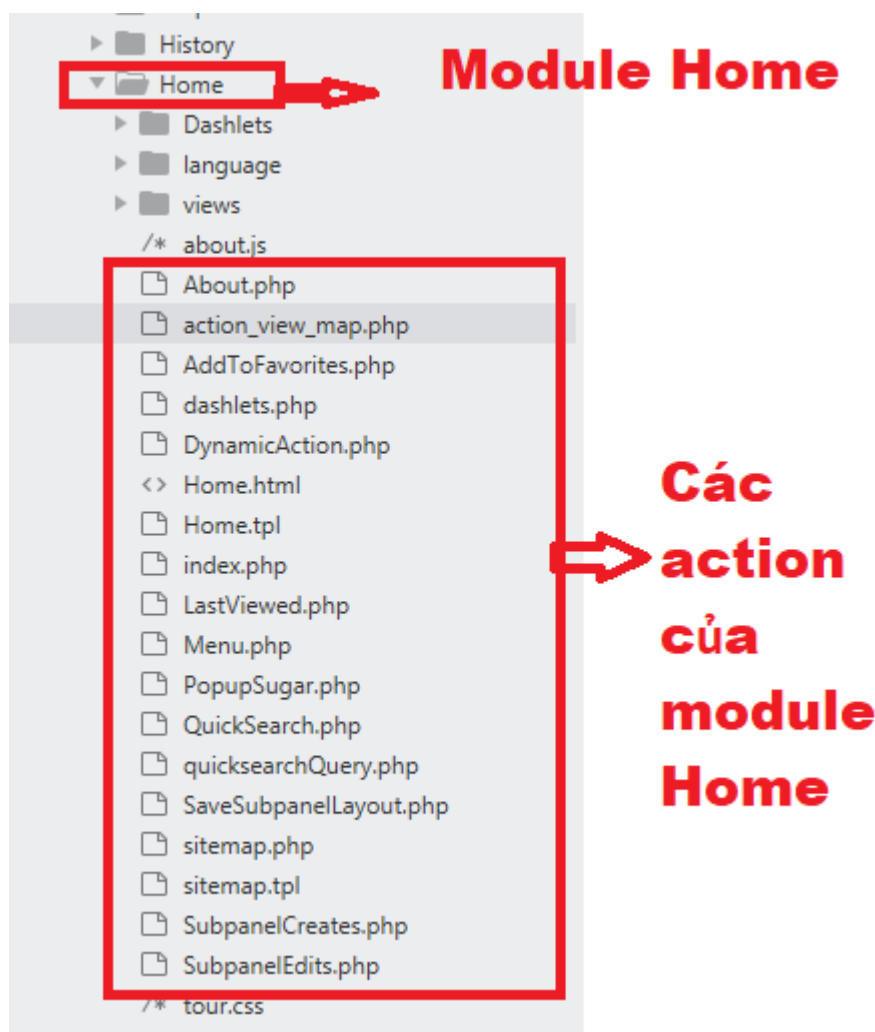 History
Home
Module Home
Dashlets
language
views
/* about.js
About.php
action_view_map.php
AddToFavorites.php
dashlets.php
DynamicAction.php
<> Home.html
Home.tpl
index.php
LastViewed.php
Menu.php
PopupSugar.php
QuickSearch.php
quicksearchQuery.php
SaveSubpanelLayout.php
sitemap.php
sitemap.tpl
SubpanelCreates.php
SubpanelEdits.php
/* tour.css
Các
action
của
module
Home